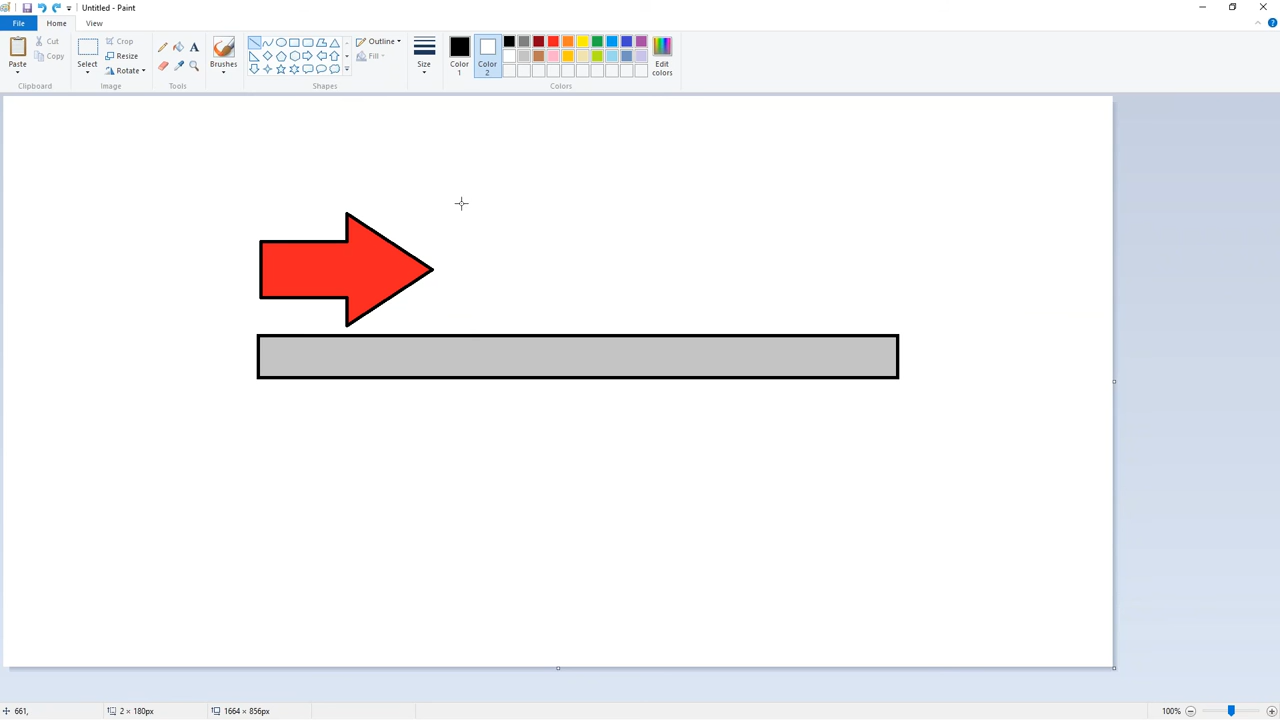 Untitled - Paint
File Home View
Paste
Cut
Copy
Clipboard
Select
Crop
Resize
Rotate
Image
A
Tools
Brushes
Outline
Fill
Shapes
Size
Color 1
Color 2
Edit colors
Colors
661,
2 × 180px
1664 × 856px
100%